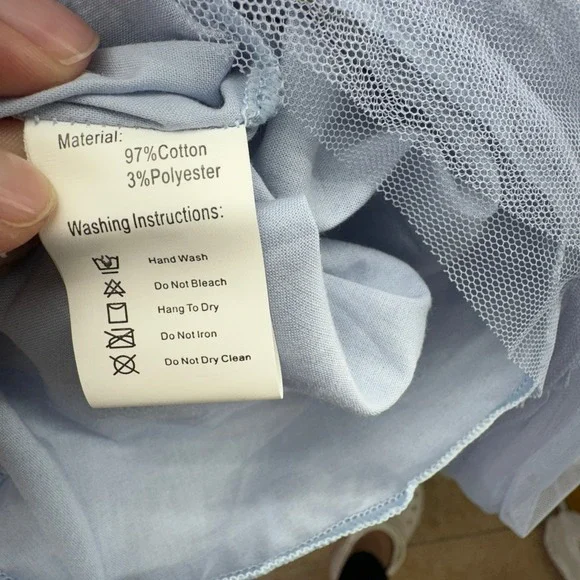 Material:
97%Cotton
3%Polyester
Washing Instructions:
Hand Wash
Do Not Bleach
Hang To Dry
Do Not Iron
Do Not Dry Clean